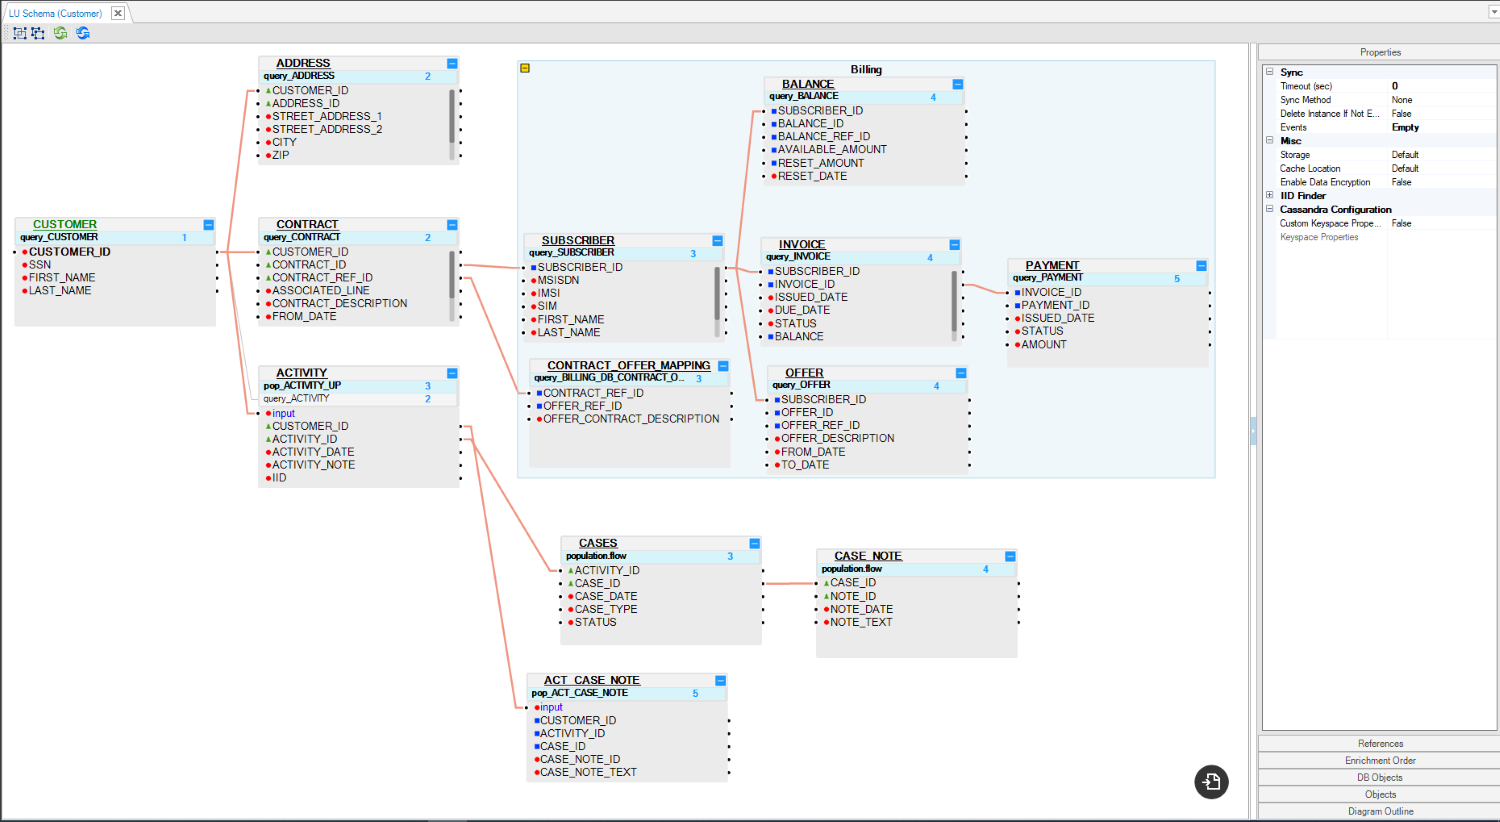 LU Schema (Customer)
ADDRESS
query_ADDRESS 2
CUSTOMER_ID
ADDRESS_ID
STREET_ADDRESS_1
STREET_ADDRESS_2
CITY
ZIP
CUSTOMER
query_CUSTOMER 1
CUSTOMER_ID
SSN
FIRST_NAME
LAST_NAME
CONTRACT
query_CONTRACT 2
CUSTOMER_ID
CONTRACT_ID
CONTRACT_REF_ID
ASSOCIATED_LINE
CONTRACT_DESCRIPTION
FROM_DATE
ACTIVITY
pop_ACTIVITY_UP 3
query_ACTIVITY 2
input
CUSTOMER_ID
ACTIVITY_ID
ACTIVITY_DATE
ACTIVITY_NOTE
IID
Billing
BALANCE
query_BALANCE 4
SUBSCRIBER_ID
BALANCE_ID
BALANCE_REF_ID
AVAILABLE_AMOUNT
RESET_AMOUNT
RESET_DATE
SUBSCRIBER
query_SUBSCRIBER 3
SUBSCRIBER_ID
MSISDN
IMSI
SIM
FIRST_NAME
LAST_NAME
INVOICE
query_INVOICE 4
SUBSCRIBER_ID
INVOICE_ID
ISSUED_DATE
DUE_DATE
STATUS
BALANCE
PAYMENT
query_PAYMENT 5
INVOICE_ID
PAYMENT_ID
ISSUED_DATE
STATUS
AMOUNT
CONTRACT_OFFER_MAPPING
query_BILLING_DB_CONTRACT_O... 3
CONTRACT_REF_ID
OFFER_REF_ID
OFFER_CONTRACT_DESCRIPTION
OFFER
query_OFFER 4
SUBSCRIBER_ID
OFFER_ID
OFFER_REF_ID
OFFER_DESCRIPTION
FROM_DATE
TO_DATE
CASES
population.flow 3
ACTIVITY_ID
CASE_ID
CASE_DATE
CASE_TYPE
STATUS
CASE_NOTE
population.flow 4
CASE_ID
NOTE_ID
NOTE_DATE
NOTE_TEXT
ACT_CASE_NOTE
pop_ACT_CASE_NOTE 5
input
CUSTOMER_ID
ACTIVITY_ID
CASE_ID
CASE_NOTE_ID
CASE_NOTE_TEXT
Properties
Sync
Timeout (sec) 0
Sync Method None
Delete Instance If Not E... False
Events Empty
Misc
Storage Default
Cache Location Default
Enable Data Encryption False
IID Finder
Cassandra Configuration
Custom Keyspace Prope... False
Keyspace Properties
References
Enrichment Order
DB Objects
Objects
Diagram Outline